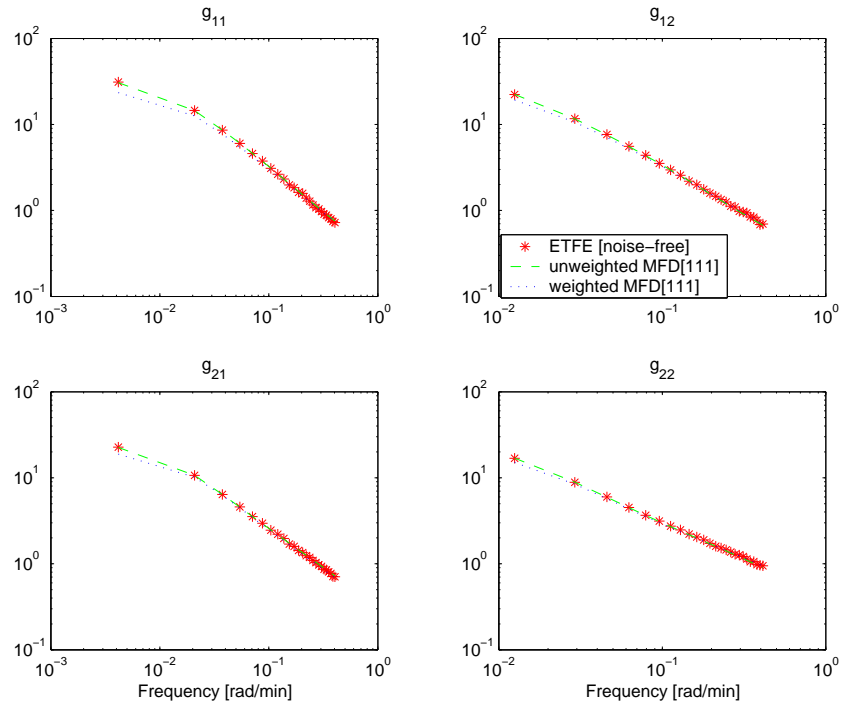 g11
10^2
10^1
10^0
10^-1
10^-3 10^-2 10^-1 10^0
g12
10^2
10^1
10^0
10^-1
10^-2 10^-1 10^0
ETFE [noise-free]
unweighted MFD[111]
weighted MFD[111]
g21
10^2
10^1
10^0
10^-1
10^-3 10^-2 10^-1 10^0
Frequency [rad/min]
g22
10^2
10^1
10^0
10^-1
10^-2 10^-1 10^0
Frequency [rad/min]